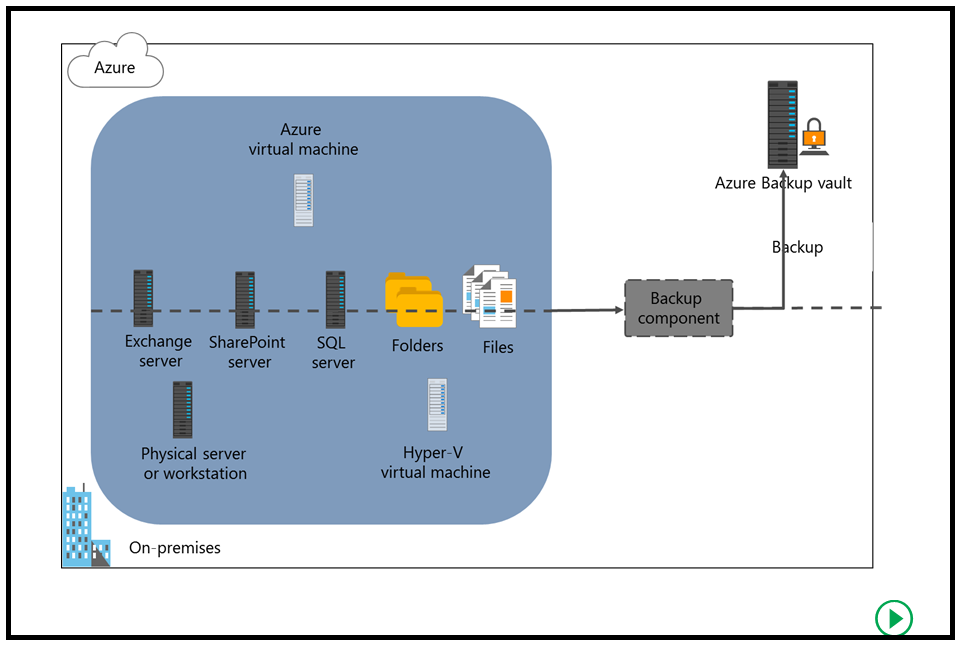 Azure
Azure
virtual machine
Azure Backup vault
Backup
Exchange
server
SharePoint
server
SQL
server
Folders
Files
Backup
component
Physical server
or workstation
Hyper-V
virtual machine
On-premises